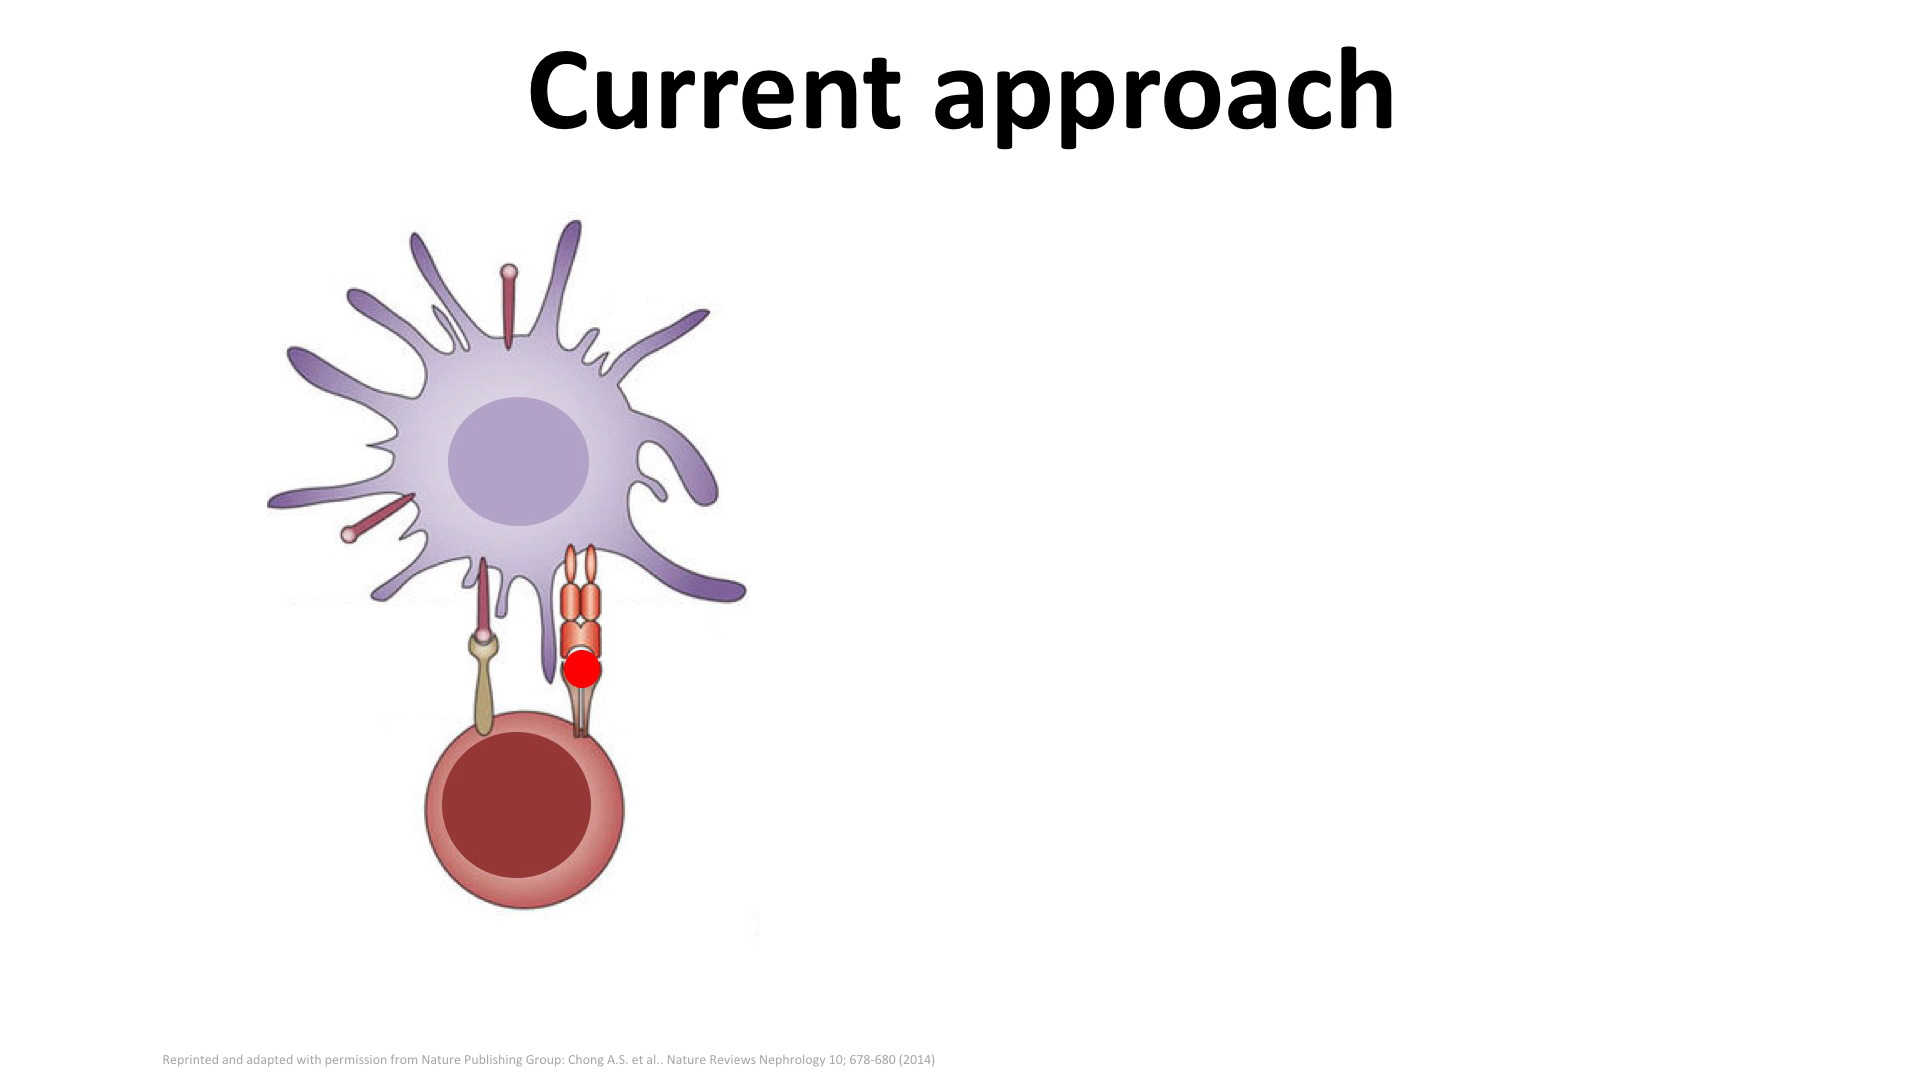 Current approach
Reprinted and adapted with permission from Nature Publishing Group: Chong A.S. et al.. Nature Reviews Nephrology 10; 678-680 (2014)